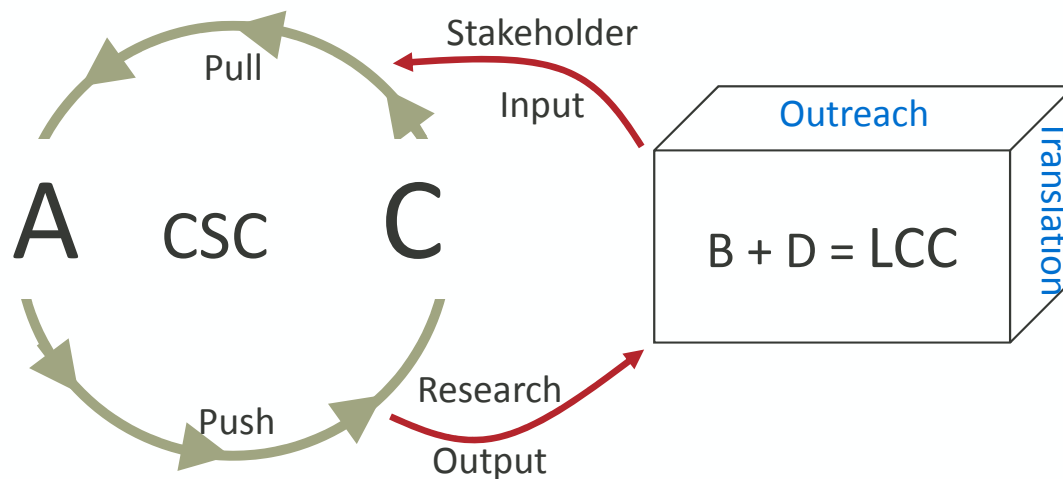 Stakeholder
Pull
Input
Outreach
Translation
A CSC C
B + D = LCC
Research
Push
Output